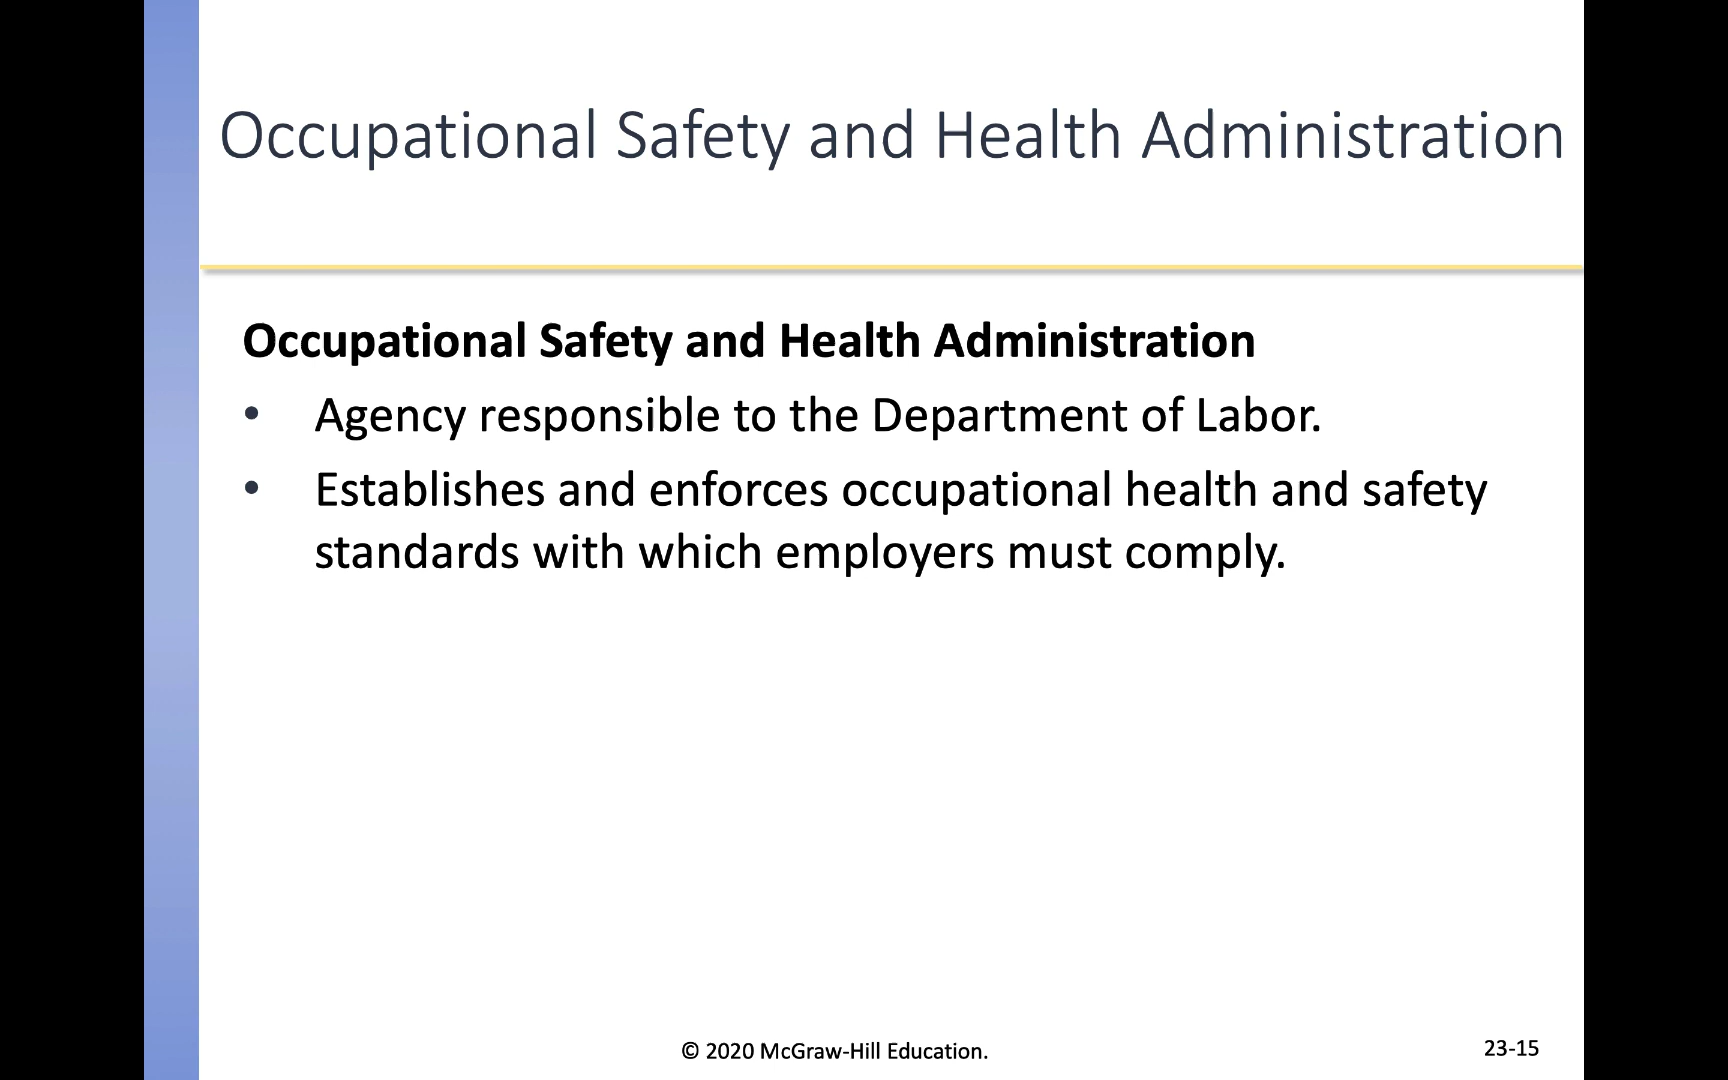 Occupational Safety and Health Administration
Occupational Safety and Health Administration
• Agency responsible to the Department of Labor.
• Establishes and enforces occupational health and safety
standards with which employers must comply.
© 2020 McGraw-Hill Education.
23-15